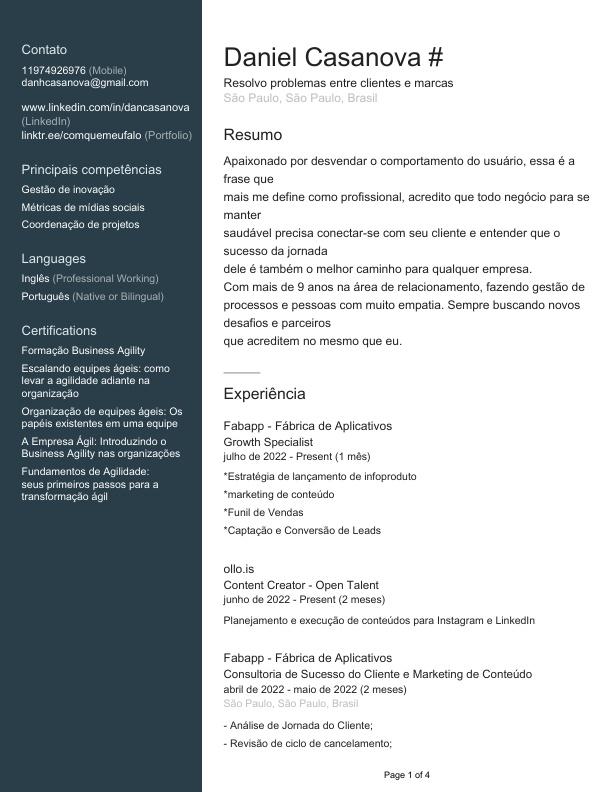 Contato
11974926976 (Mobile)
danhcasanova@gmail.com
www.linkedin.com/in/dancasanova
(LinkedIn)
linktr.ee/comquemeufalo (Portfolio)
Principais competências
Gestão de inovação
Métricas de mídias sociais
Coordenação de projetos
Languages
Inglês (Professional Working)
Português (Native or Bilingual)
Certifications
Formação Business Agility
Escalando equipes ágeis: como
levar a agilidade adiante na
organização
Organização de equipes ágeis: Os
papéis existentes em uma equipe
A Empresa Ágil: Introduzindo o
Business Agility nas organizações
Fundamentos de Agilidade:
seus primeiros passos para a
transformação ágil
Daniel Casanova #
Resolvo problemas entre clientes e marcas
São Paulo, São Paulo, Brasil
Resumo
Apaixonado por desvendar o comportamento do usuário, essa é a
frase que
mais me define como profissional, acredito que todo negócio para se
manter
saudável precisa conectar-se com seu cliente e entender que o
sucesso da jornada
dele é também o melhor caminho para qualquer empresa.
Com mais de 9 anos na área de relacionamento, fazendo gestão de
processos e pessoas com muito empatia. Sempre buscando novos
desafios e parceiros
que acreditem no mesmo que eu.
Experiência
Fabapp - Fábrica de Aplicativos
Growth Specialist
julho de 2022 - Present (1 mês)
*Estratégia de lançamento de infoproduto
*marketing de conteúdo
*Funil de Vendas
*Captação e Conversão de Leads
ollo.is
Content Creator - Open Talent
junho de 2022 - Present (2 meses)
Planejamento e execução de conteúdos para Instagram e LinkedIn
Fabapp - Fábrica de Aplicativos
Consultoria de Sucesso do Cliente e Marketing de Conteúdo
abril de 2022 - maio de 2022 (2 meses)
São Paulo, São Paulo, Brasil
- Análise de Jornada do Cliente;
- Revisão de ciclo de cancelamento;
Page 1 of 4